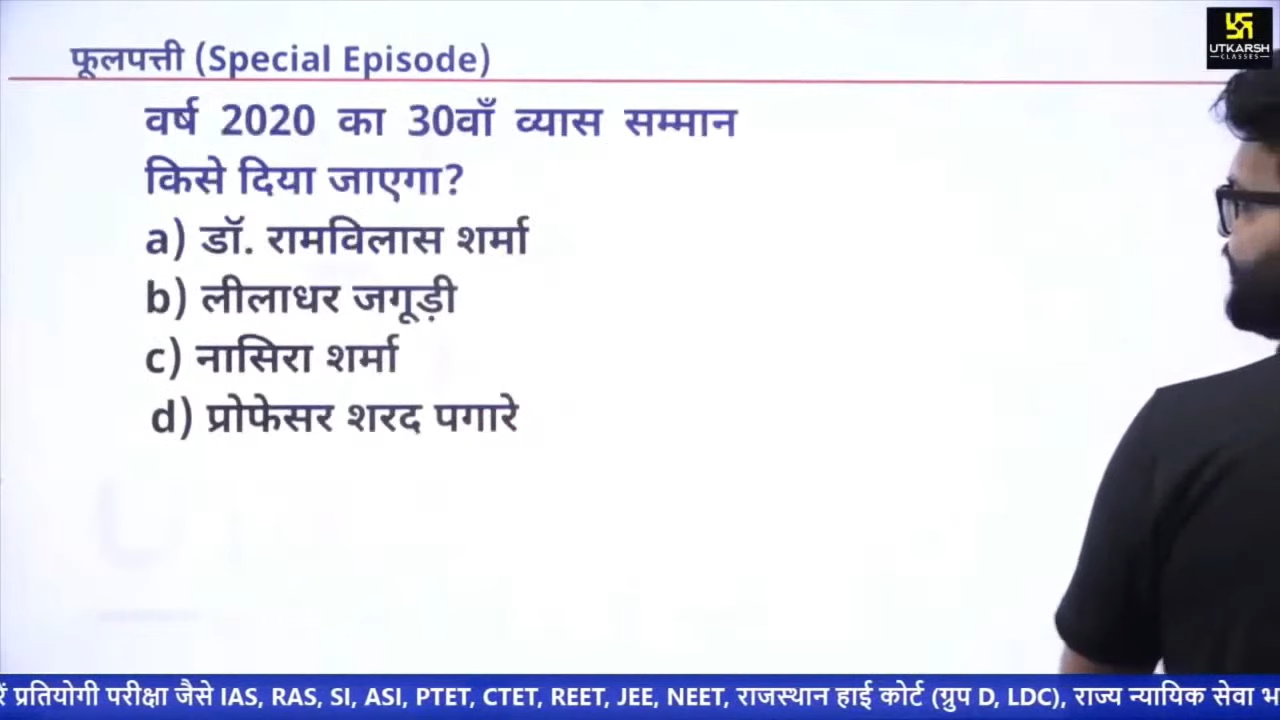 फूलपत्ती (Special Episode)
UTKARSH
CLASSES
वर्ष 2020 का 30वाँ व्यास सम्मान
किसे दिया जाएगा?
a) डॉ. रामविलास शर्मा
b) लीलाधर जगूड़ी
c) नासिरा शर्मा
d) प्रोफेसर शरद पगारे
प्रतियोगी परीक्षा जैसे IAS, RAS, SI, ASI, PTET, CTET, REET, JEE, NEET, राजस्थान हाई कोर्ट (ग्रुप D, LDC), राज्य न्यायिक सेवा